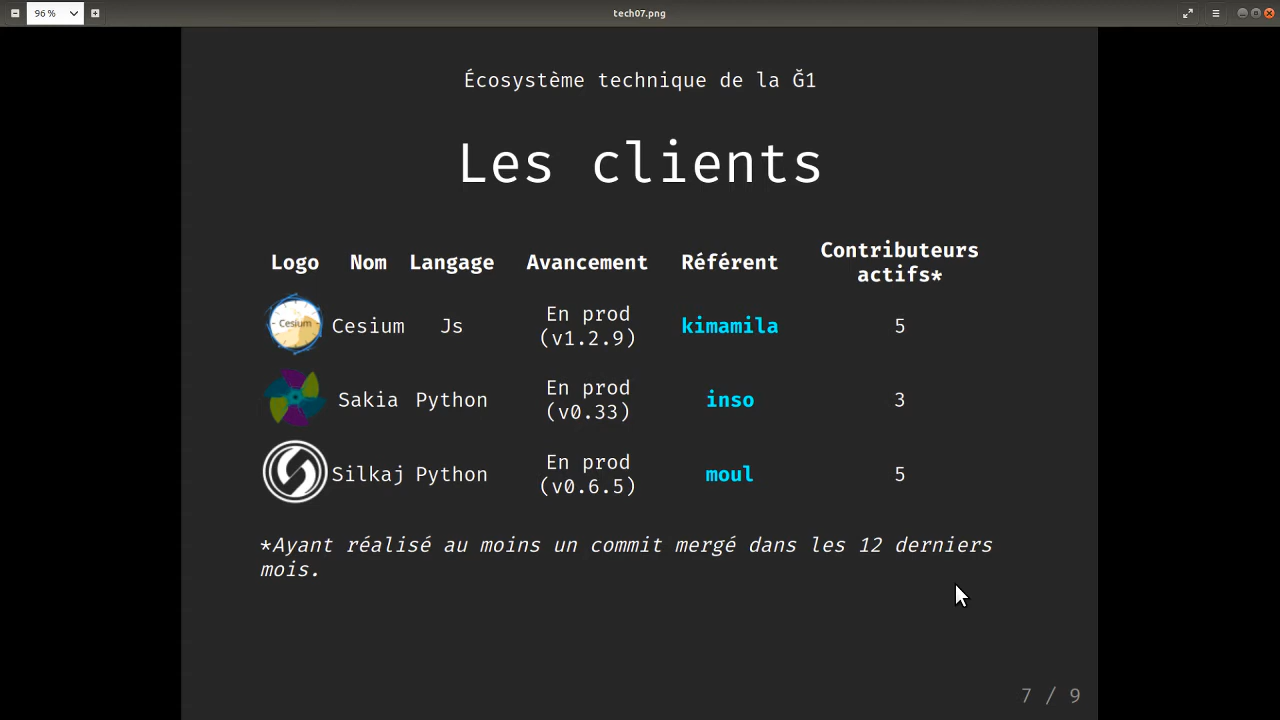 96 %
tech07.png
Écosystème technique de la Ğ1
Les clients
Logo Nom Langage Avancement Référent Contributeurs actifs*
Cesium Cesium Js En prod (v1.2.9) kimamila 5
Sakia Python En prod (v0.33) inso 3
Silkaj Python En prod (v0.6.5) moul 5
*Ayant réalisé au moins un commit mergé dans les 12 derniers
mois.
7 / 9